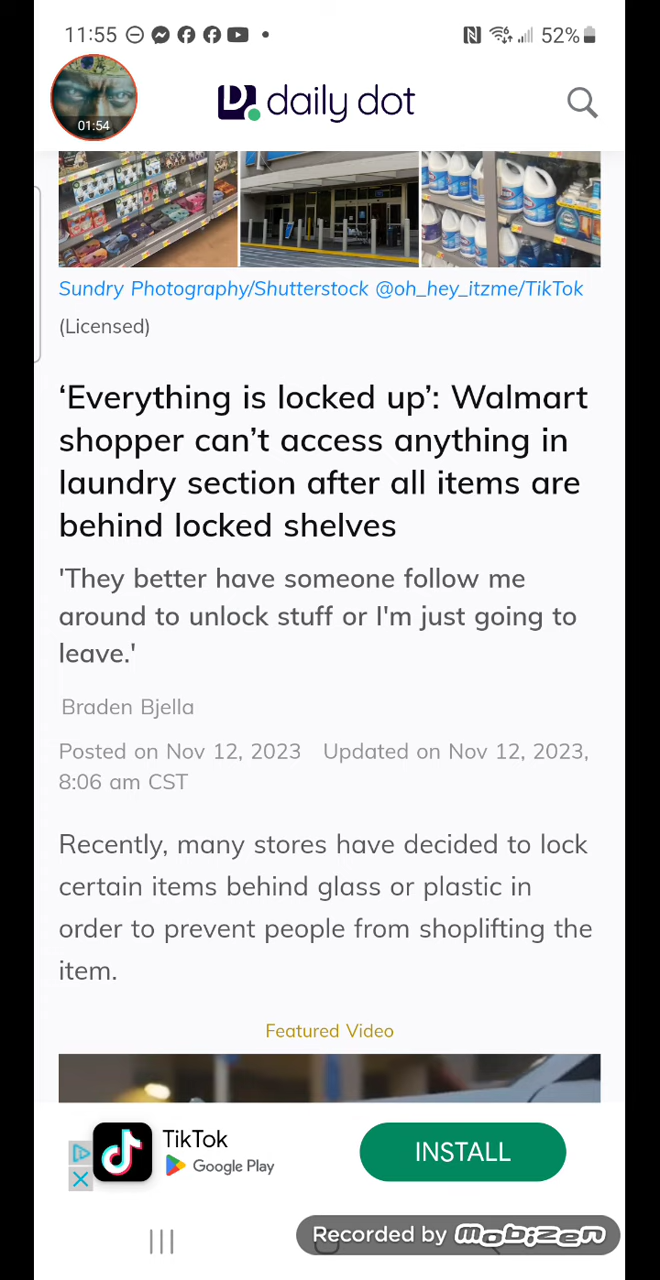 11:55
52%
01:54
D. daily dot
Sundry Photography/Shutterstock @oh_hey_itzme/TikTok
(Licensed)
‘Everything is locked up’: Walmart
shopper can’t access anything in
laundry section after all items are
behind locked shelves
'They better have someone follow me
around to unlock stuff or I'm just going to
leave.'
Braden Bjella
Posted on Nov 12, 2023 Updated on Nov 12, 2023,
8:06 am CST
Recently, many stores have decided to lock
certain items behind glass or plastic in
order to prevent people from shoplifting the
item.
Featured Video
TikTok
Google Play
INSTALL
Recorded by mobizen